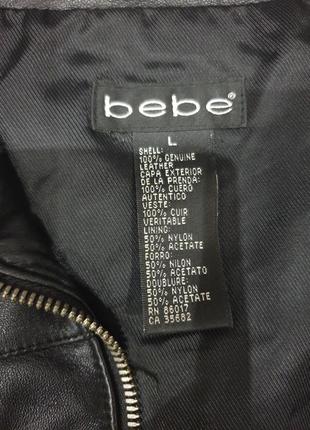 bebe®
L
SHELL:
100% GENUINE
LEATHER
CAPA EXTERIOR
DE LA PRENDA:
100% CUERO
AUTENTICO
VESTE:
100% CUIR
VERITABLE
LINING:
50% NYLON
50% ACETATE
FORRO:
50% NILON
50% ACETATO
DOUBLURE:
50% NYLON
50% ACETATE
RN 86017
CA 35682